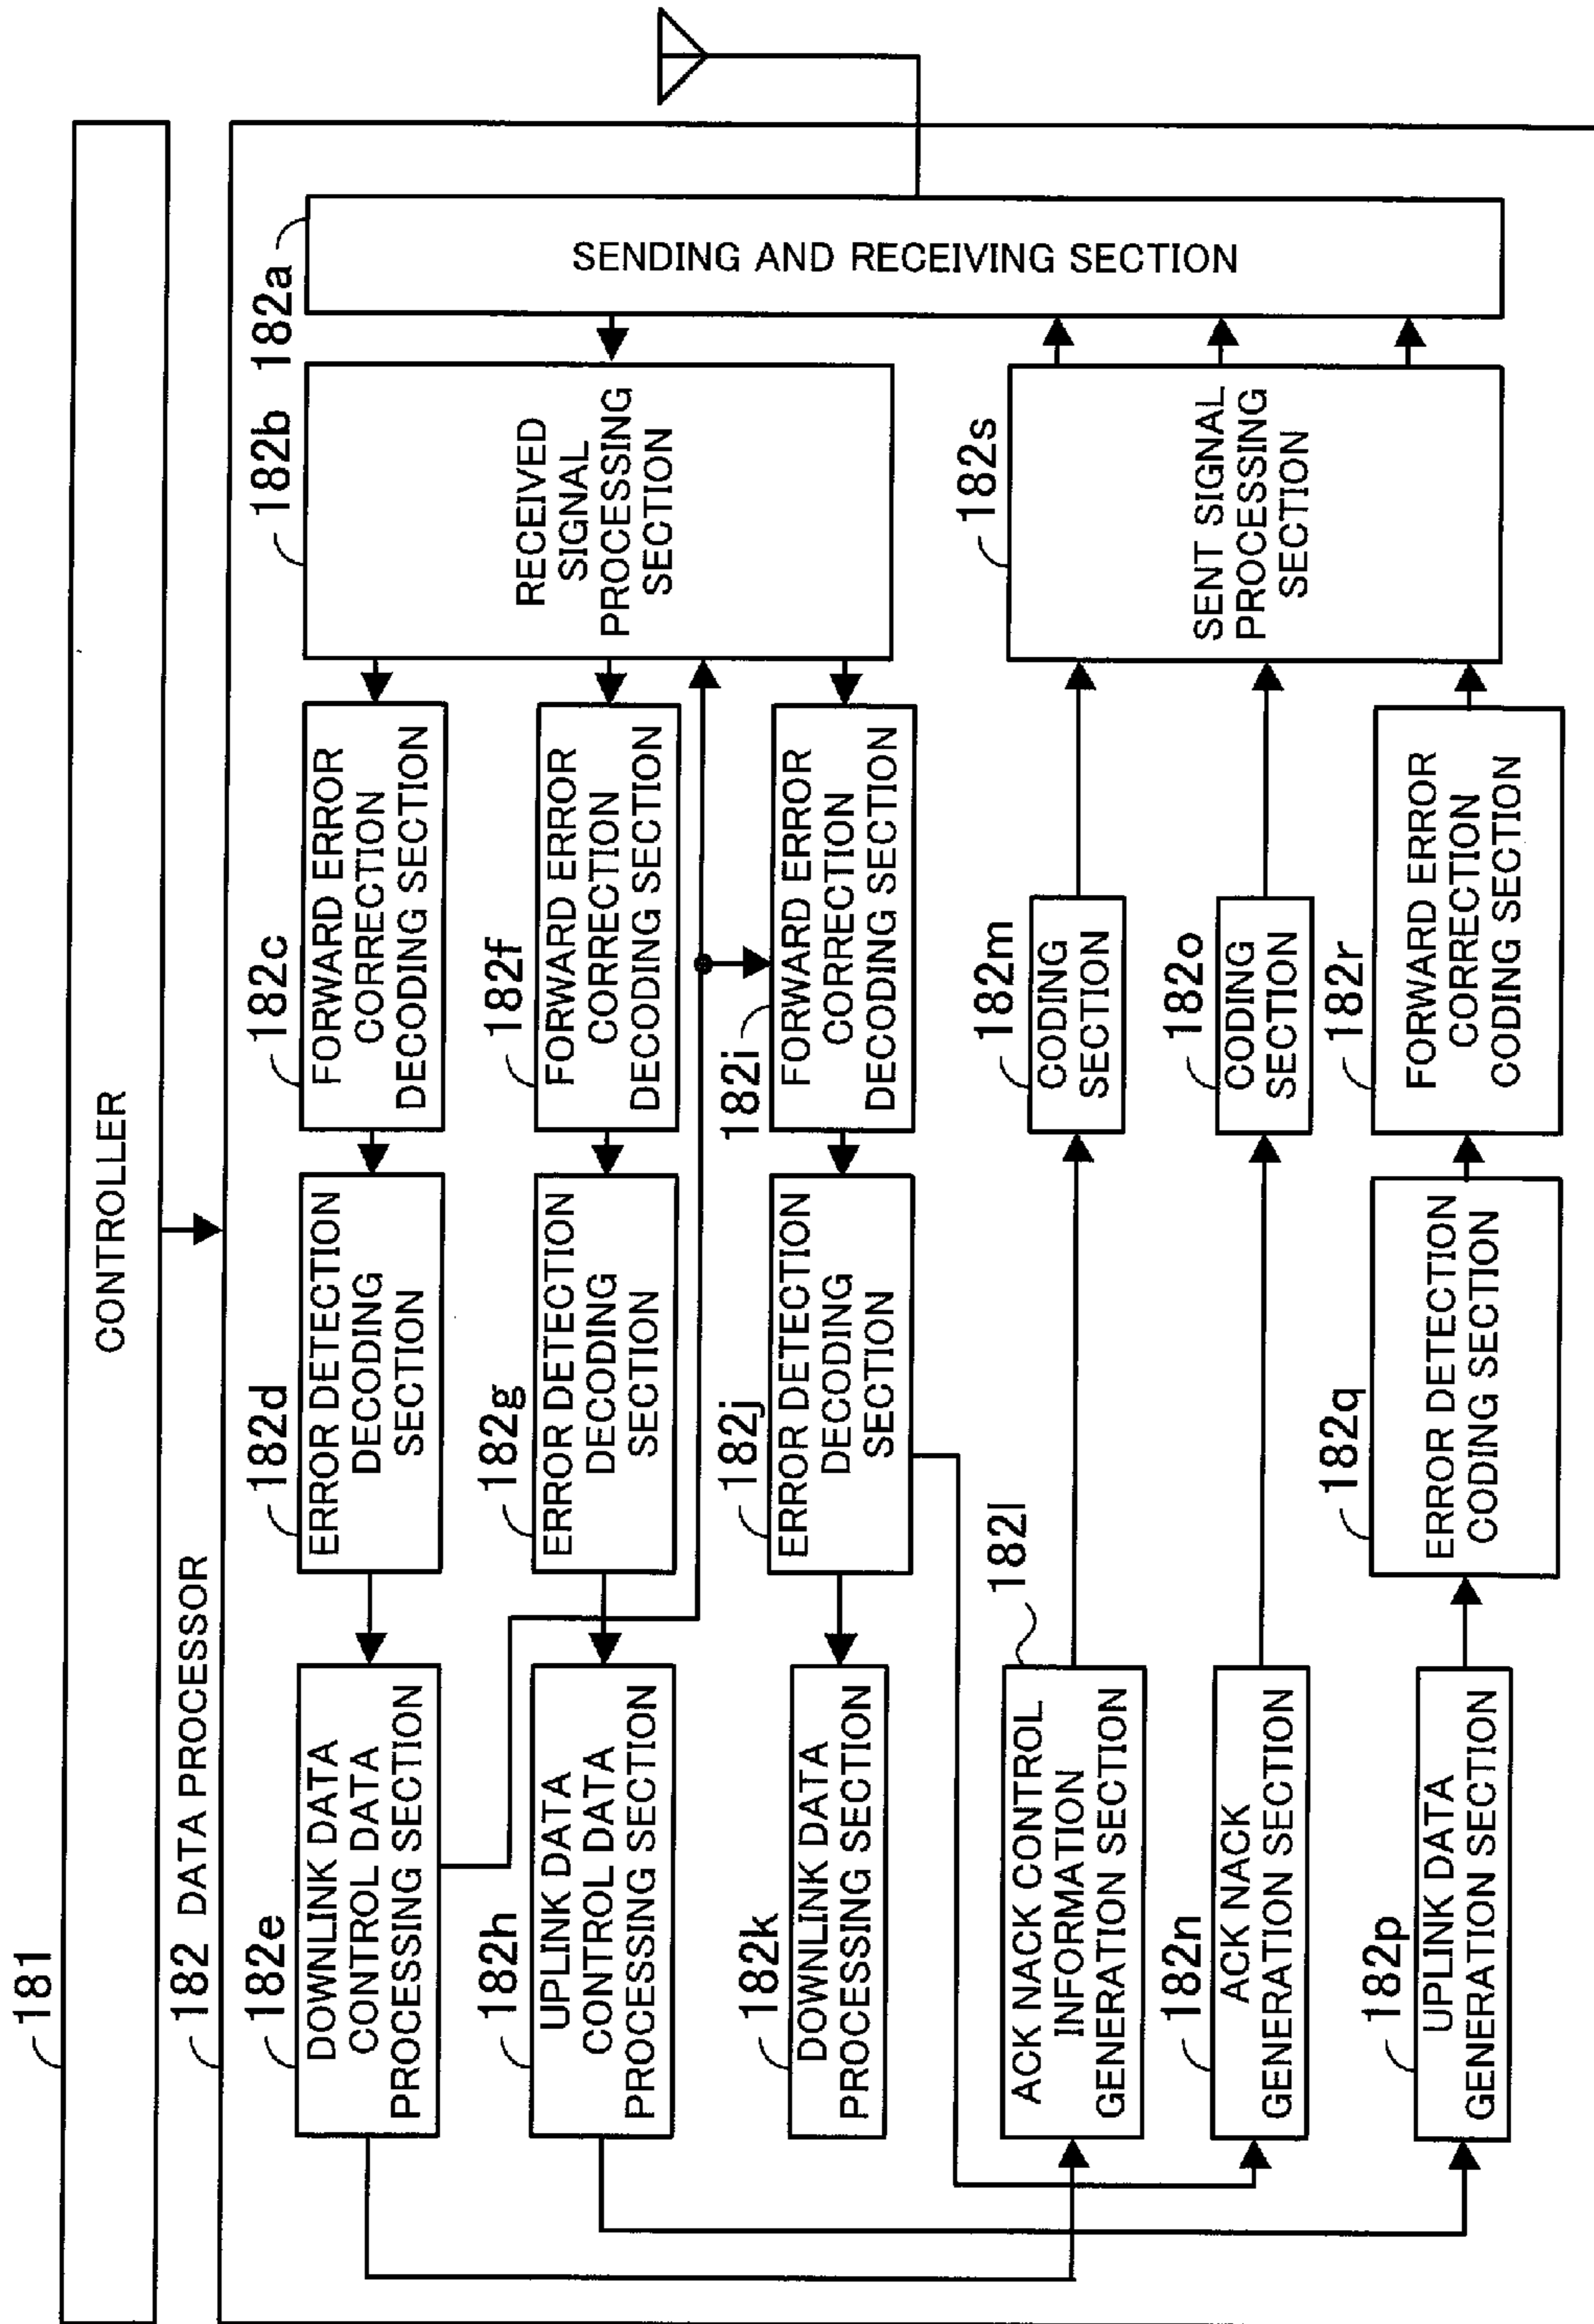 181
CONTROLLER
182 DATA PROCESSOR
182e
DOWNLINK DATA
CONTROL DATA
PROCESSING SECTION
182d
ERROR DETECTION
DECODING
SECTION
182c
FORWARD ERROR
CORRECTION
DECODING SECTION
182b
RECEIVED
SIGNAL
PROCESSING
SECTION
182a
SENDING AND RECEIVING SECTION
182h
UPLINK DATA
CONTROL DATA
PROCESSING SECTION
182g
ERROR DETECTION
DECODING
SECTION
182f
FORWARD ERROR
CORRECTION
DECODING SECTION
182k
DOWNLINK DATA
PROCESSING SECTION
182j
ERROR DETECTION
DECODING
SECTION
182i
FORWARD ERROR
CORRECTION
DECODING SECTION
182l
ACK NACK CONTROL
INFORMATION
GENERATION SECTION
182m
CODING
SECTION
182s
SENT SIGNAL
PROCESSING
SECTION
182n
ACK NACK
GENERATION SECTION
182o
CODING
SECTION
182p
UPLINK DATA
GENERATION SECTION
182q
ERROR DETECTION
CODING SECTION
182r
FORWARD ERROR
CORRECTION
CODING SECTION